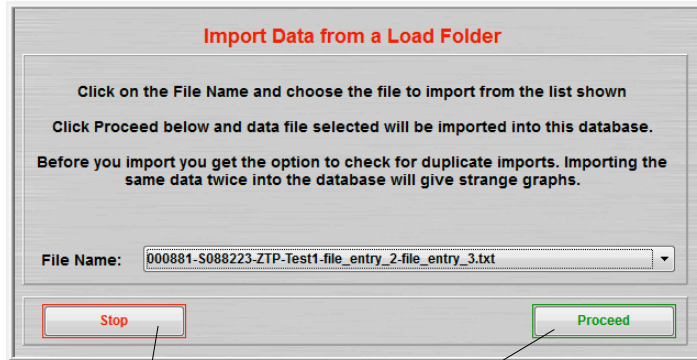 Import Data from a Load Folder
Click on the File Name and choose the file to import from the list shown
Click Proceed below and data file selected will be imported into this database.
Before you import you get the option to check for duplicate imports. Importing the
same data twice into the database will give strange graphs.
File Name: 000881-S088223-ZTP-Test1-file_entry_2-file_entry_3.txt
Stop Proceed